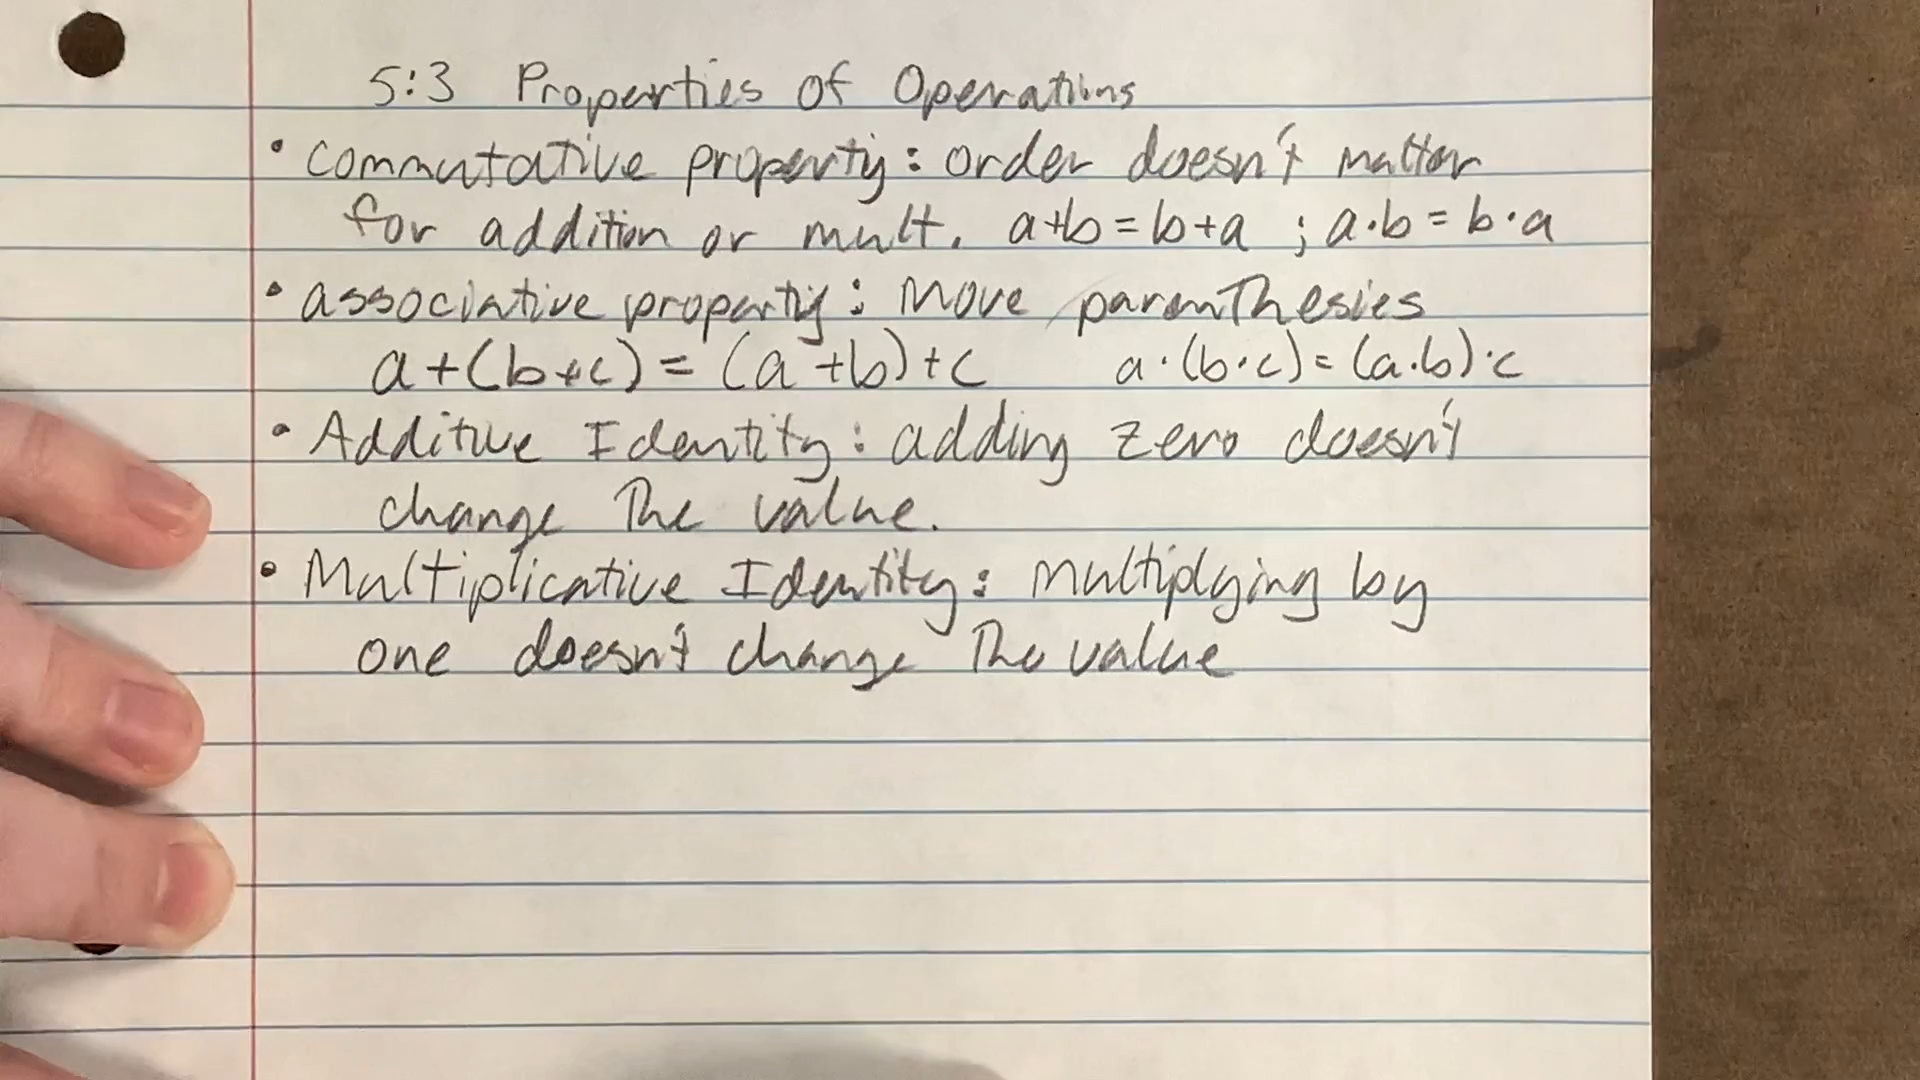 5:3 Properties of Operations
• commutative property: order doesn't matter
for addition or mult. a+b = b+a ; a·b = b·a
• associative property: Move parenthesies
a+(b+c) = (a+b)+c a·(b·c) = (a·b)·c
• Additive Identity: adding zero doesn't
change the value.
• Multiplicative Identity: multiplying by
one doesn't change the value